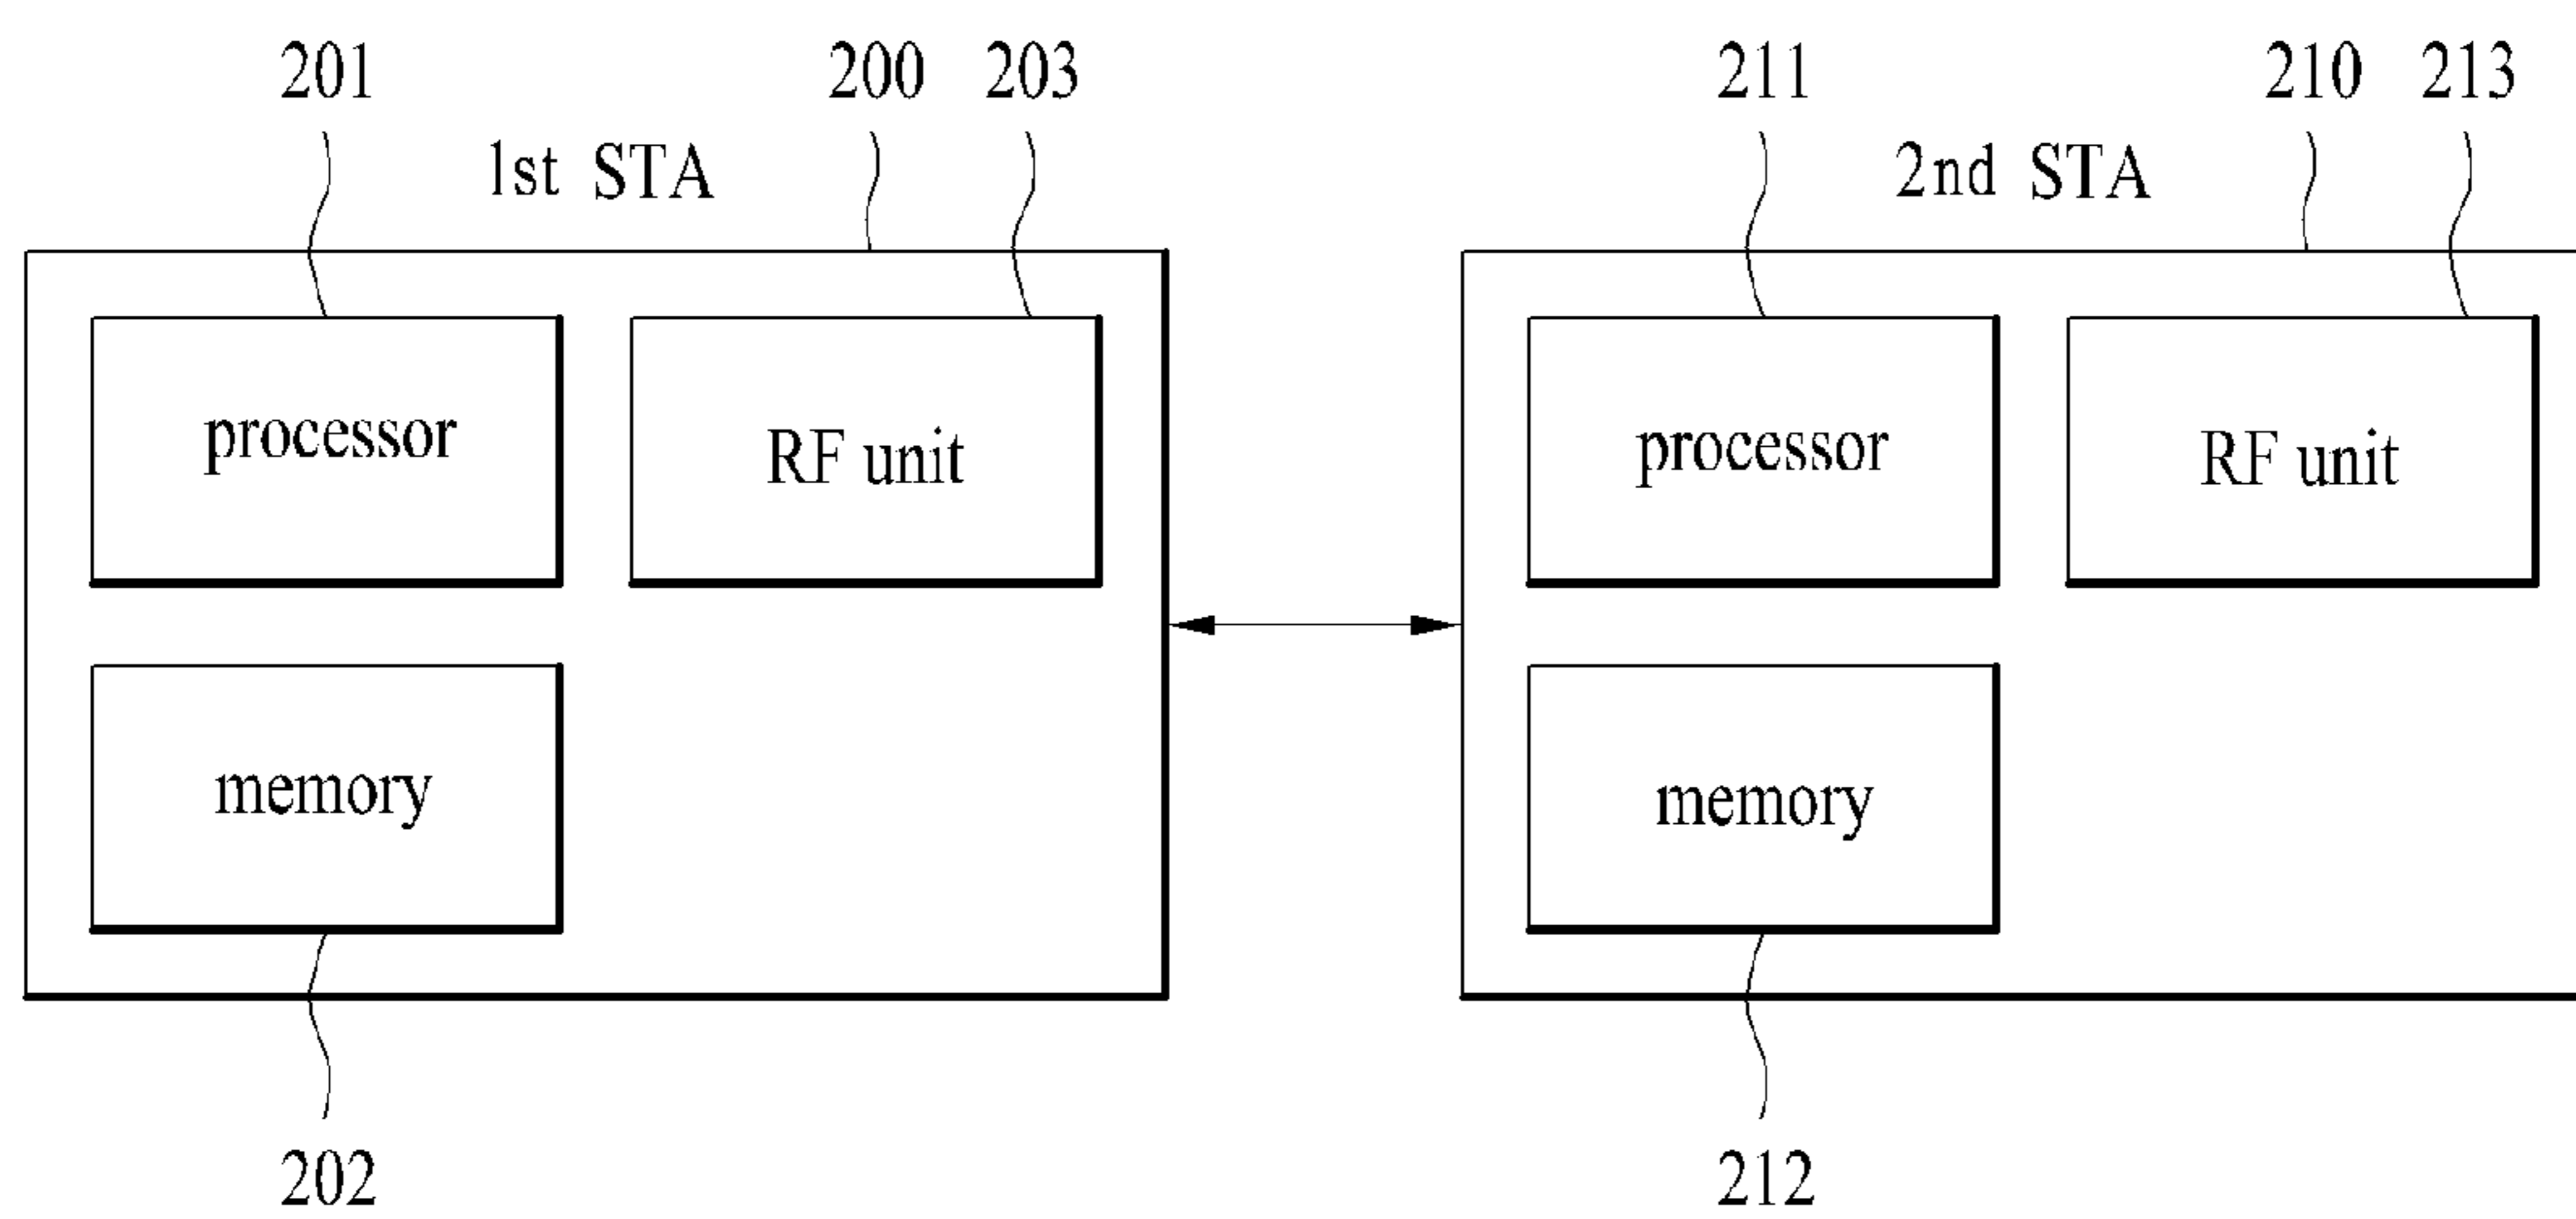 201 200 203 211 210 213
1st STA 2nd STA
processor RF unit processor RF unit
memory memory
202 212